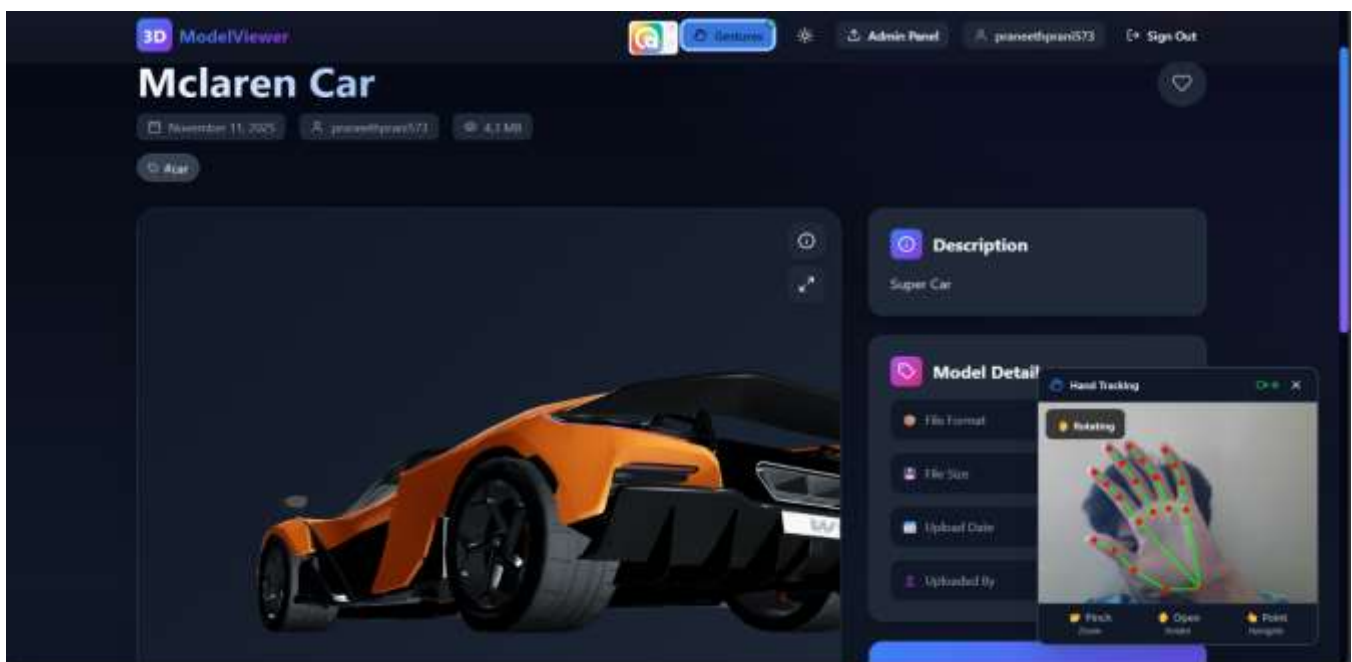 3D ModelViewer
Gestures
Admin Panel
praneethprani573
Sign Out
Mclaren Car
November 11, 2025
praneethprani573
4.3 MB
#car
Description
Super Car
Model Detail
File Format
File Size
Upload Date
Uploaded By
Hand Tracking
Rotating
Pinch
Zoom
Open
Rotate
Point
Navigate